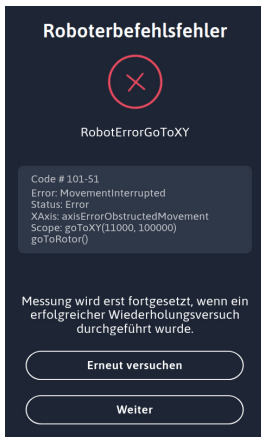 Roboterbefehlsfehler
RobotErrorGoToXY
Code # 101-51
Error: MovementInterrupted
Status: Error
XAxis: axisErrorObstructedMovement
Scope: goToXY(11000, 100000)
goToRotor()
Messung wird erst fortgesetzt, wenn ein
erfolgreicher Wiederholungsversuch
durchgeführt wurde.
Erneut versuchen
Weiter